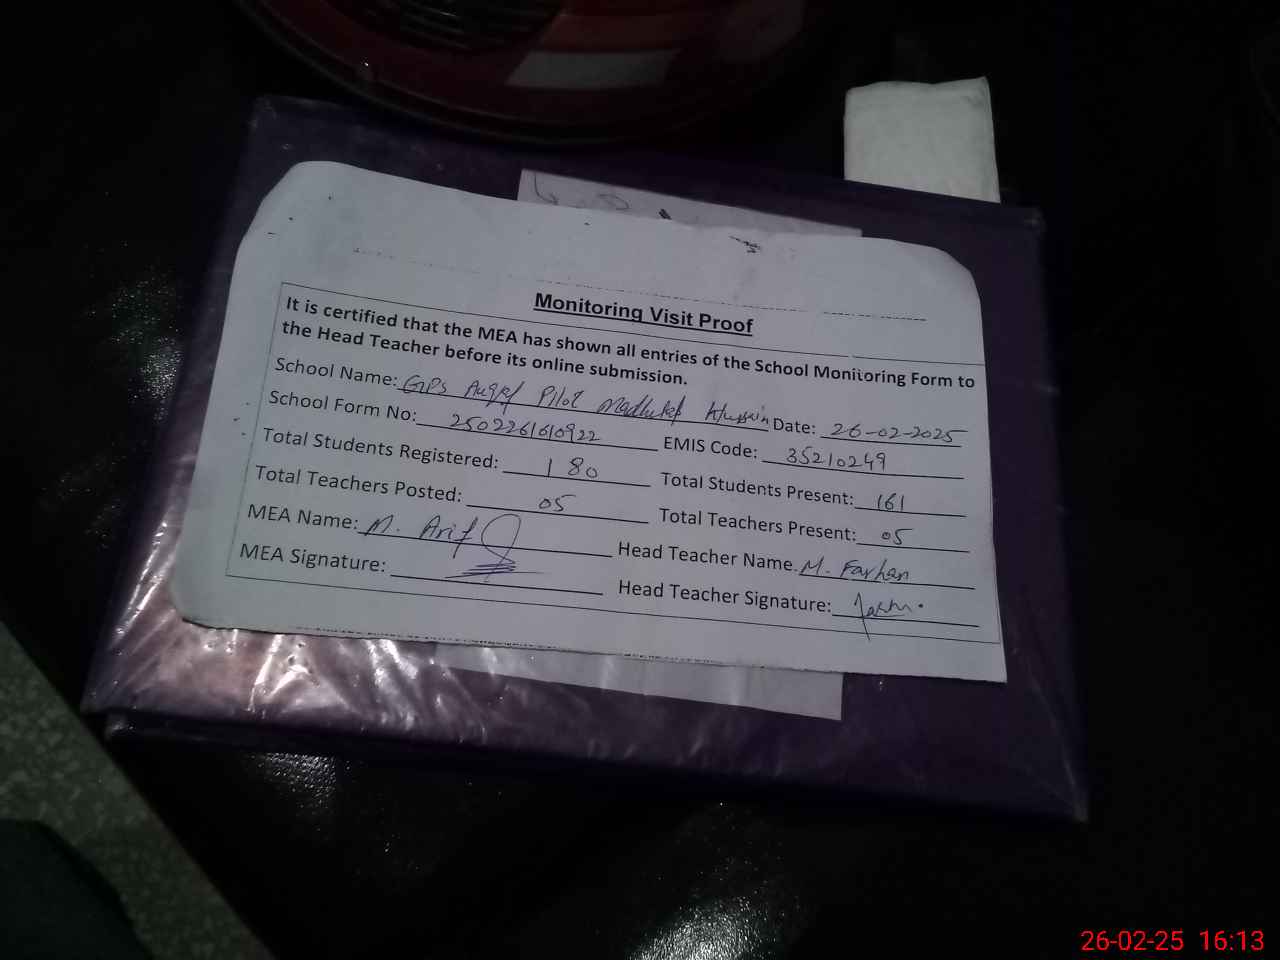 Monitoring Visit Proof
It is certified that the MEA has shown all entries of the School Monitoring Form to
the Head Teacher before its online submission.
School Name: GPS Pilot Hussain Date: 26-02-2025
School Form No: 2502261610922 EMIS Code: 35210249
Total Students Registered: 180 Total Students Present: 161
Total Teachers Posted: 05 Total Teachers Present: 05
MEA Name: M. Arif Head Teacher Name. M. Farhan
MEA Signature: Head Teacher Signature:
26-02-25 16:13